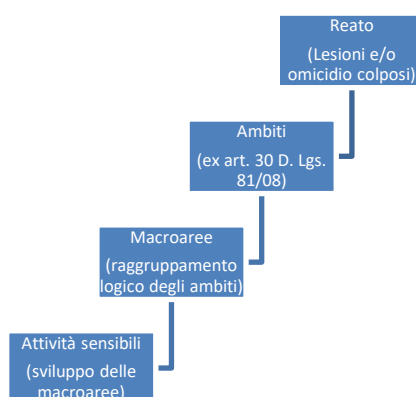 Reato
(Lesioni e/o
omicidio colposi)
Ambiti
(ex art. 30 D. Lgs.
81/08)
Macroaree
(raggruppamento
logico degli ambiti)
Attività sensibili
(sviluppo delle
macroaree)